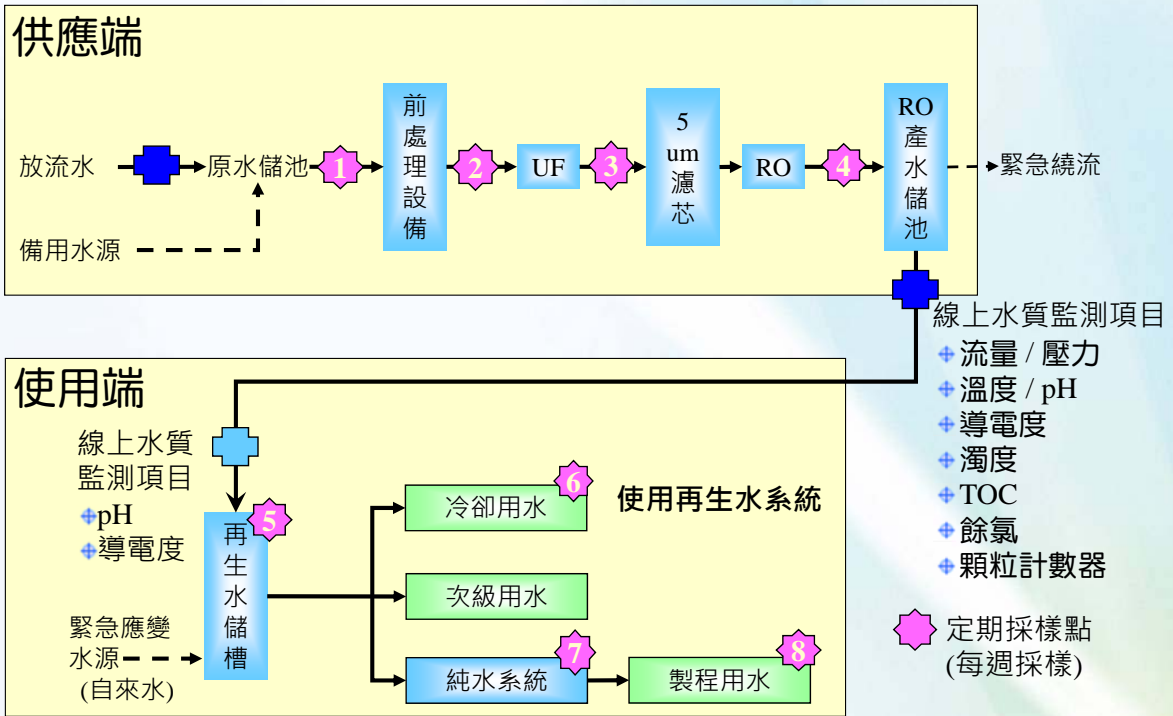 供應端
放流水
原水儲池
1
前處理設備
2
UF
3
5
um
濾芯
RO
4
RO
產水儲池
緊急繞流
備用水源
線上水質監測項目
流量 / 壓力
溫度 / pH
導電度
濁度
TOC
餘氯
顆粒計數器
定期採樣點
(每週採樣)
使用端
線上水質
監測項目
pH
導電度
5
再生水儲槽
緊急應變
水源
(自來水)
6
冷卻用水
使用再生水系統
次級用水
7
純水系統
8
製程用水